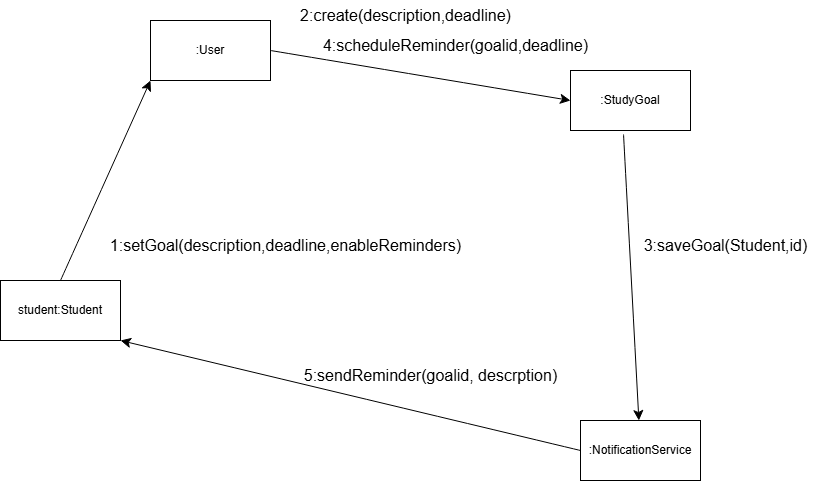 2:create(description,deadline)
:User
4:scheduleReminder(goalid,deadline)
:StudyGoal
1:setGoal(description,deadline,enableReminders)
3:saveGoal(Student,id)
student:Student
5:sendReminder(goalid, descrption)
:NotificationService